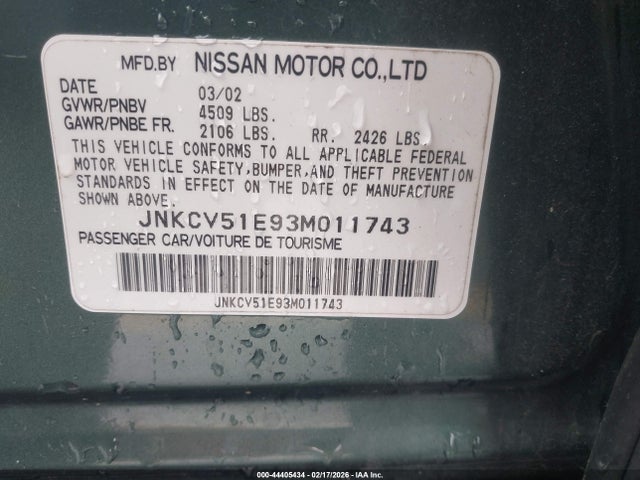 MFD.BY NISSAN MOTOR CO.,LTD
DATE 03/02
GVWR/PNBV 4509 LBS.
GAWR/PNBE FR. 2106 LBS. RR. 2426 LBS
THIS VEHICLE CONFORMS TO ALL APPLICABLE FEDERAL
MOTOR VEHICLE SAFETY,BUMPER,AND THEFT PREVENTION
STANDARDS IN EFFECT ON THE DATE OF MANUFACTURE
SHOWN ABOVE.
JNKCV51E93M011743
PASSENGER CAR/VOITURE DE TOURISME
JNKCV51E93M011743
000-44405434 - 02/17/2026 - IAA Inc.